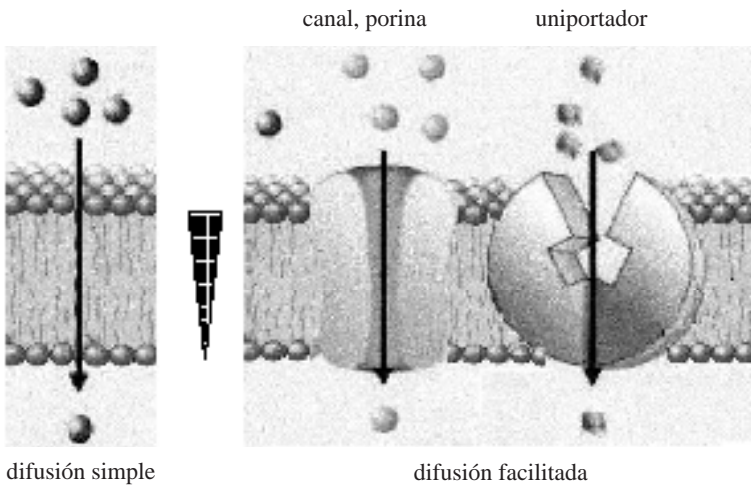 canal, porina
uniportador
difusión simple
difusión facilitada